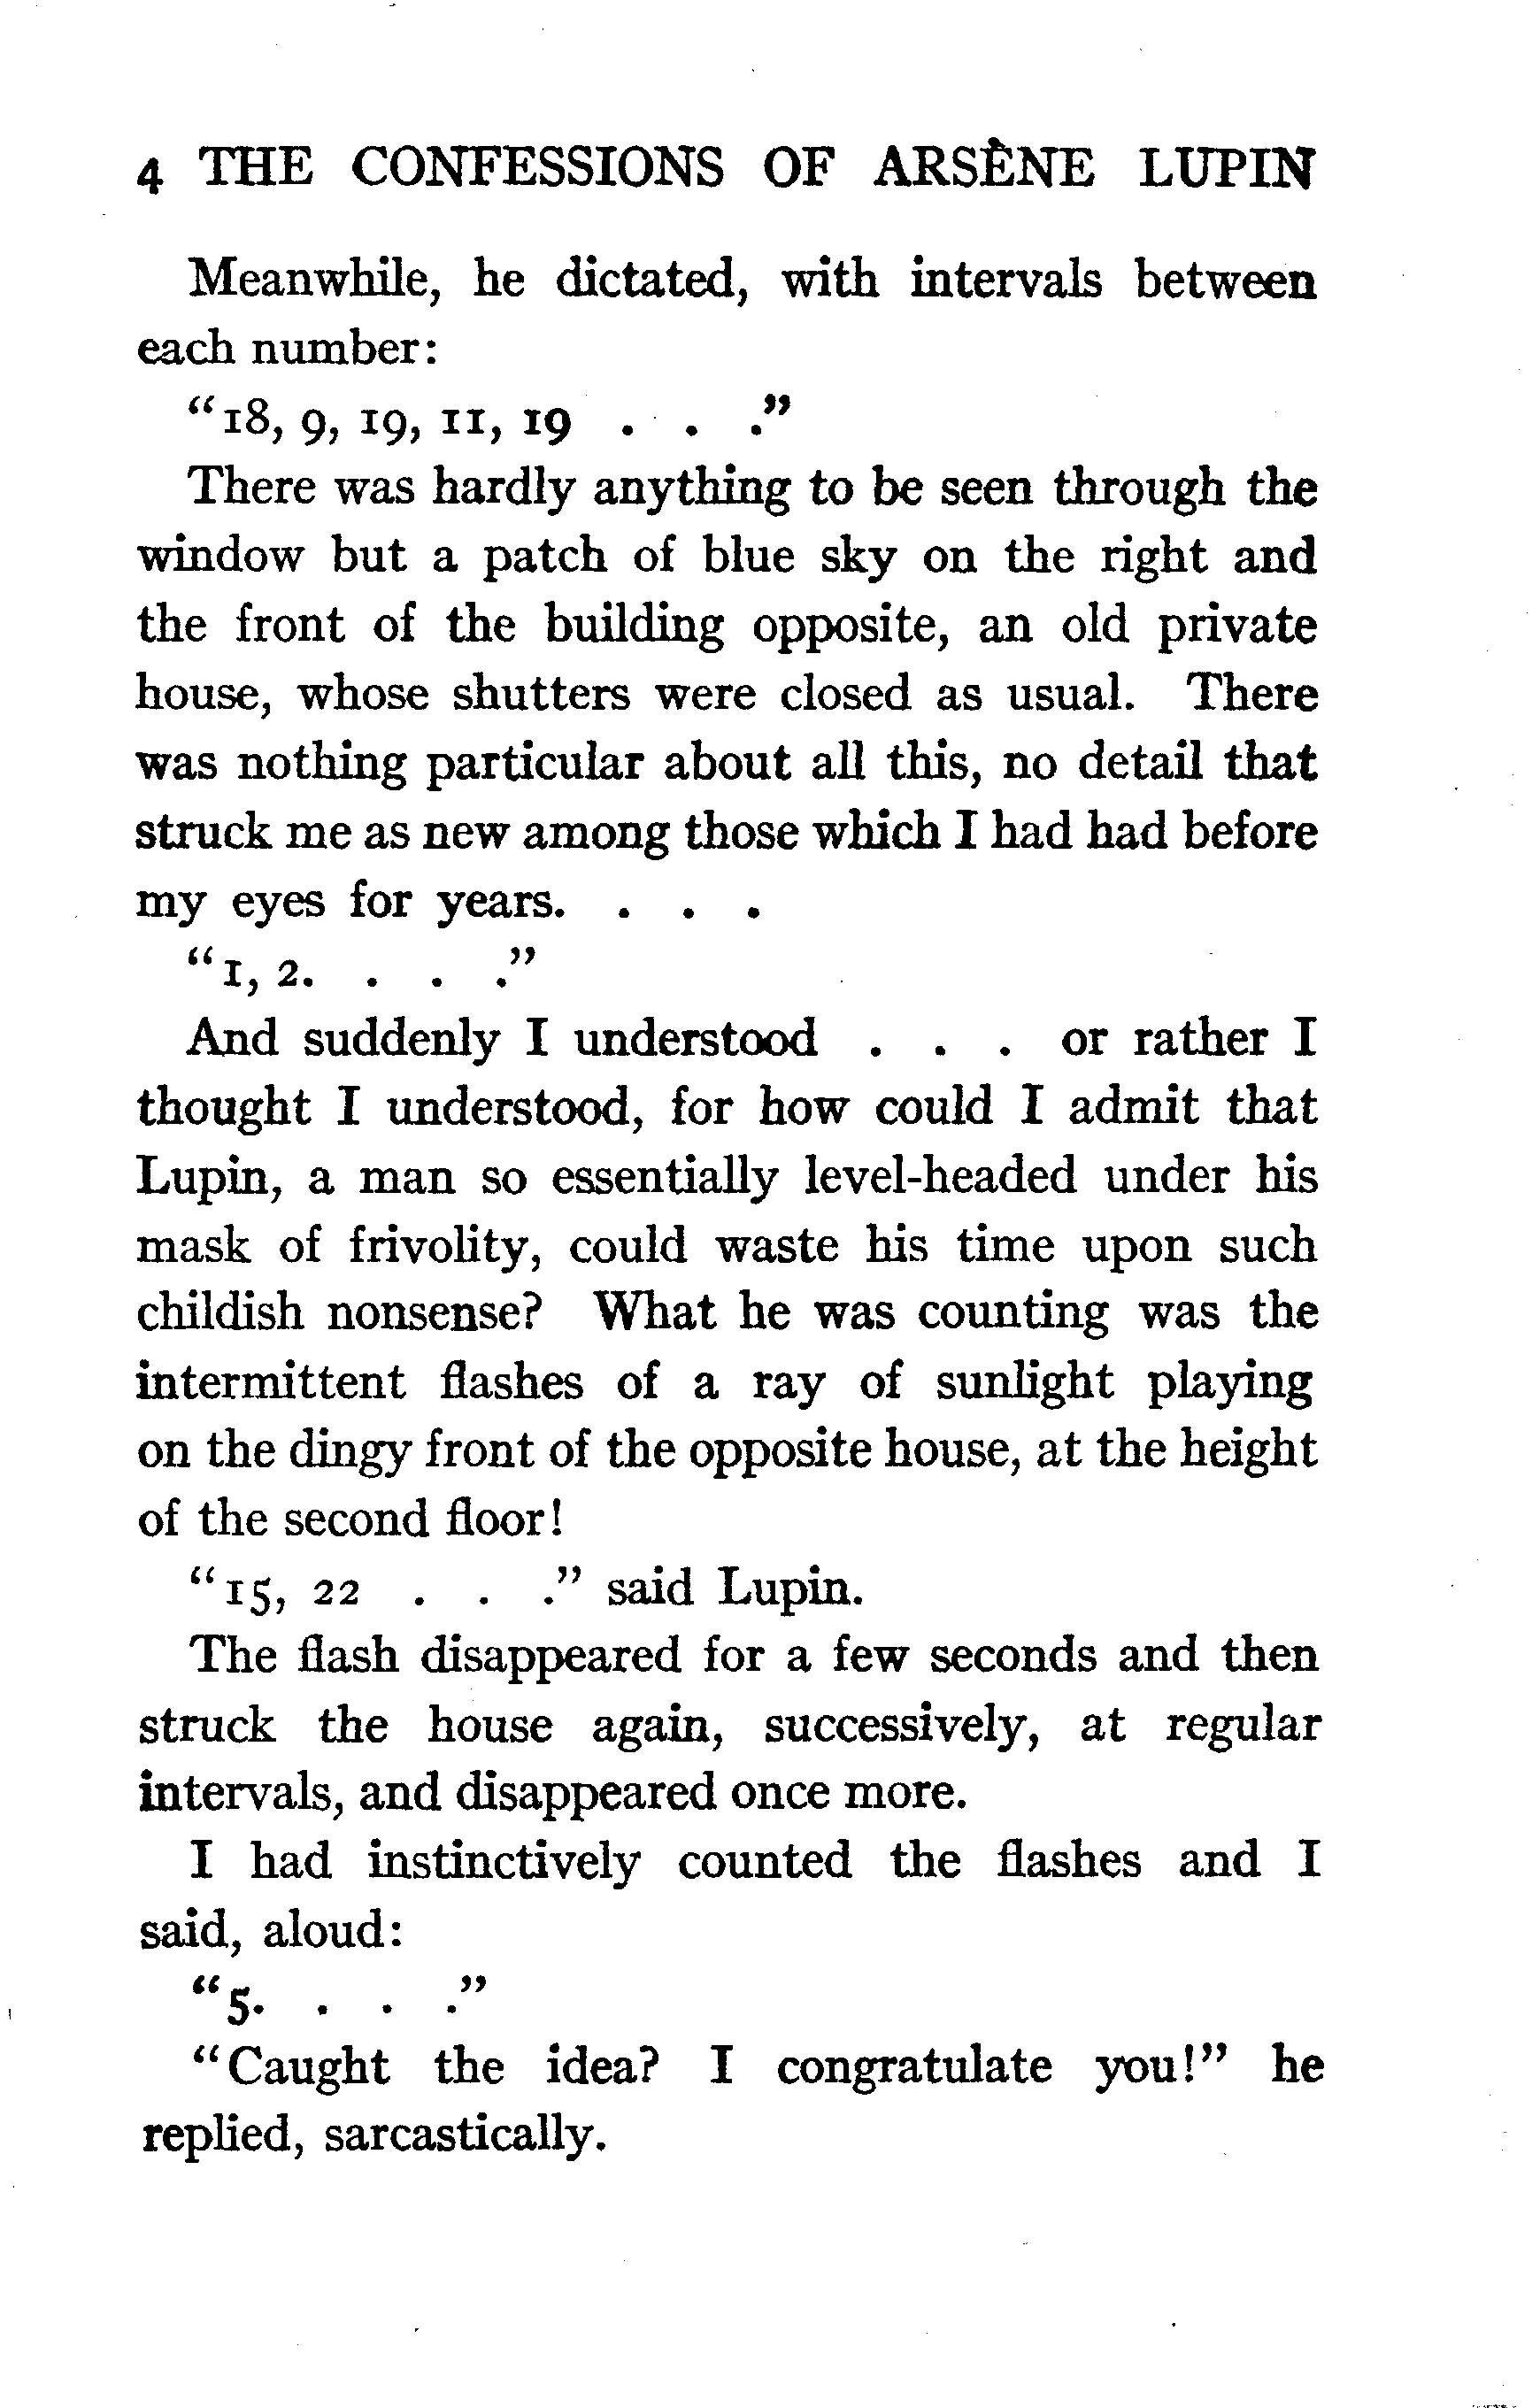 4 THE CONFESSIONS OF ARSÈNE LUPIN
Meanwhile, he dictated, with intervals between
each number:
“18, 9, 19, 11, 19 . . .”
There was hardly anything to be seen through the
window but a patch of blue sky on the right and
the front of the building opposite, an old private
house, whose shutters were closed as usual. There
was nothing particular about all this, no detail that
struck me as new among those which I had had before
my eyes for years. . . .
“1, 2. . . .”
And suddenly I understood . . . or rather I
thought I understood, for how could I admit that
Lupin, a man so essentially level-headed under his
mask of frivolity, could waste his time upon such
childish nonsense? What he was counting was the
intermittent flashes of a ray of sunlight playing
on the dingy front of the opposite house, at the height
of the second floor!
“15, 22 . . .” said Lupin.
The flash disappeared for a few seconds and then
struck the house again, successively, at regular
intervals, and disappeared once more.
I had instinctively counted the flashes and I
said, aloud:
“5. . . .”
“Caught the idea? I congratulate you!” he
replied, sarcastically.